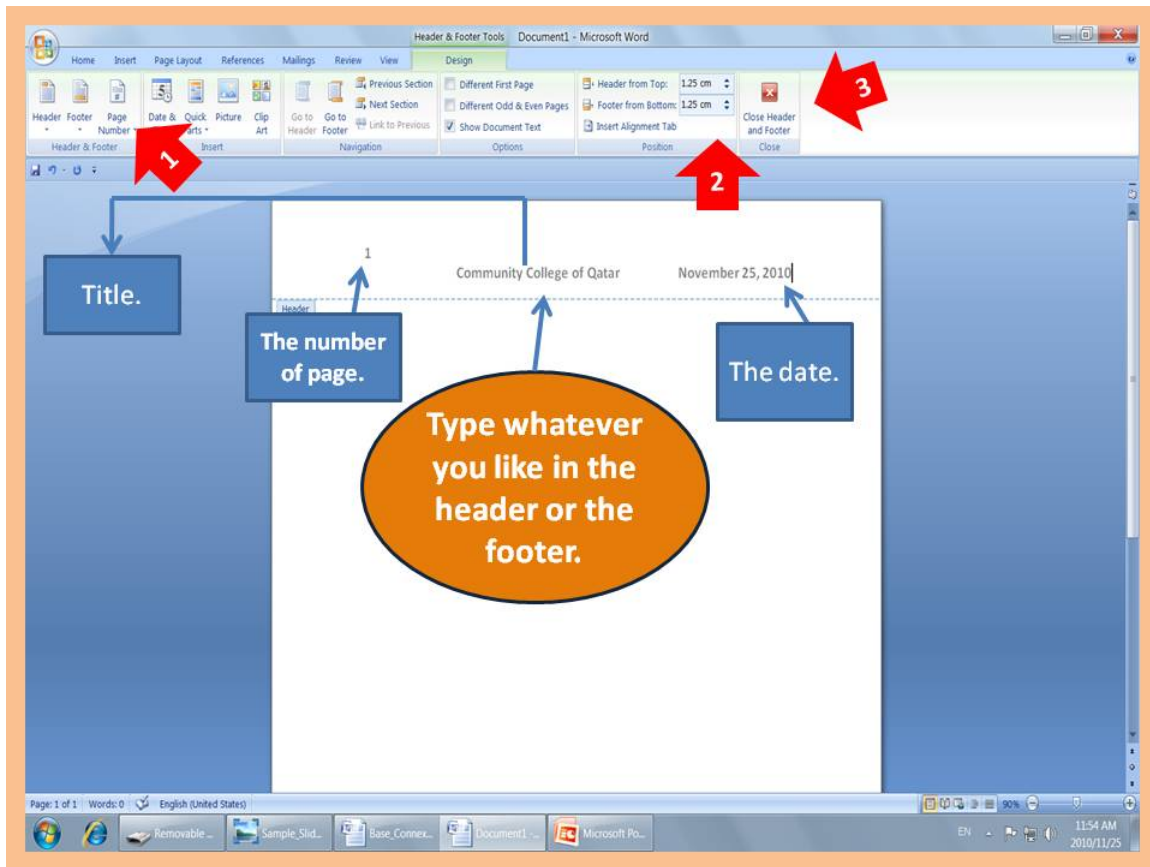 Header & Footer Tools Document1 - Microsoft Word
Home Insert Page Layout References Mailings Review View Design
Previous Section Different First Page Header from Top: 1.25 cm
Next Section Different Odd & Even Pages Footer from Bottom: 1.25 cm
Link to Previous Show Document Text Insert Alignment Tab
Header Footer Page Number Date & Quick Parts Picture Clip Art Go to Header Go to Footer Close Header and Footer
Header & Footer Insert Navigation Options Position Close
1
2
3
1
Community College of Qatar November 25, 2010
Title.
Header
The number
of page.
The date.
Type whatever
you like in the
header or the
footer.
Page: 1 of 1 Words: 0 English (United States) 90%
Removable ... Sample_Slid... Base_Connex... Document1 -... Microsoft Po... EN 11:54 AM
2010/11/25